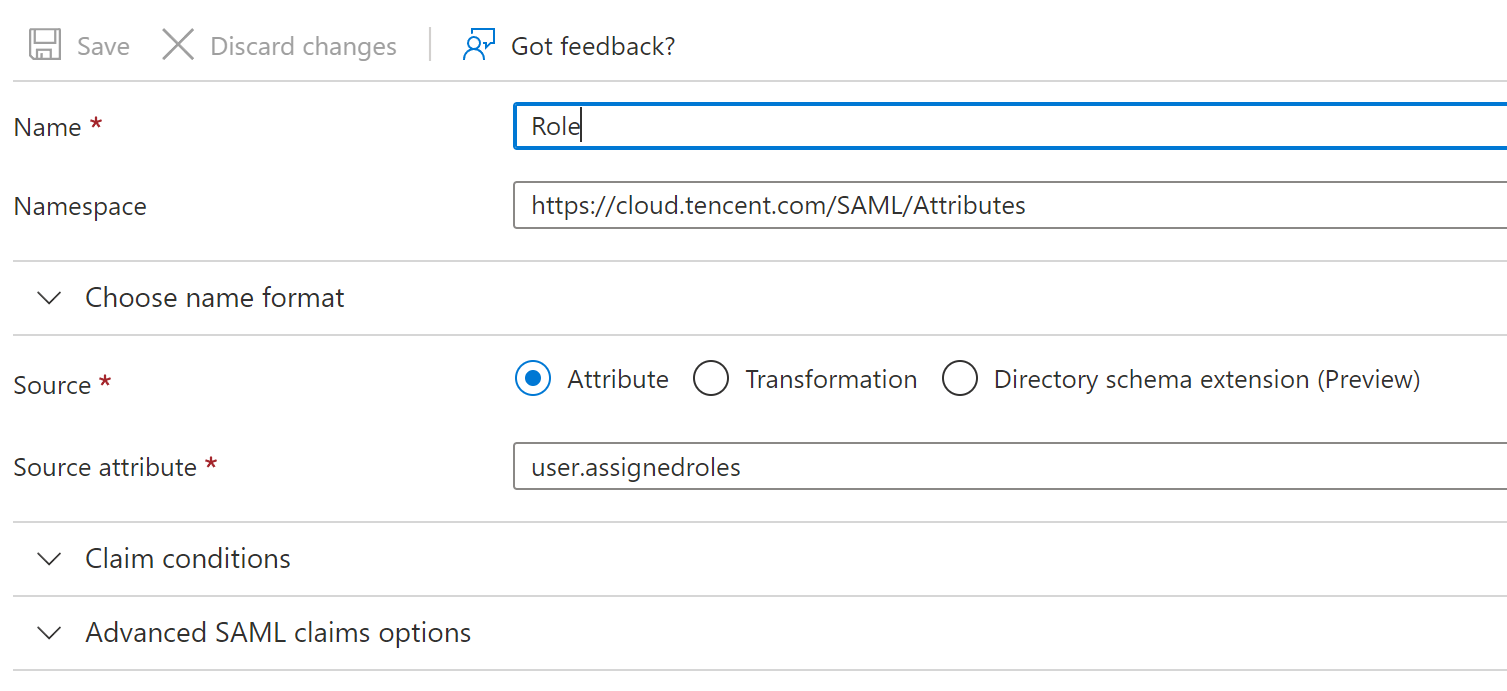 Save Discard changes Got feedback?
Name * Role
Namespace https://cloud.tencent.com/SAML/Attributes
Choose name format
Source * Attribute Transformation Directory schema extension (Preview)
Source attribute * user.assignedroles
Claim conditions
Advanced SAML claims options